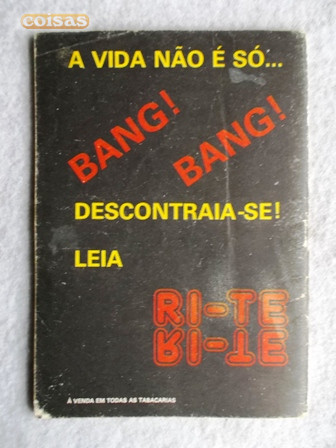 coisas
A VIDA NÃO É SÓ...
BANG!
BANG!
DESCONTRAIA-SE!
LEIA
RI-TE
RI-TE
À VENDA EM TODAS AS TABACARIAS